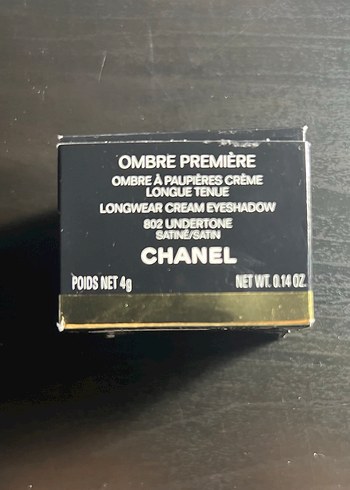 OMBRE PREMIÈRE
OMBRE À PAUPIÈRES CRÈME
LONGUE TENUE
LONGWEAR CREAM EYESHADOW
802 UNDERTONE
SATINÉ/SATIN
CHANEL
POIDS NET 4g NET WT. 0.14 OZ.